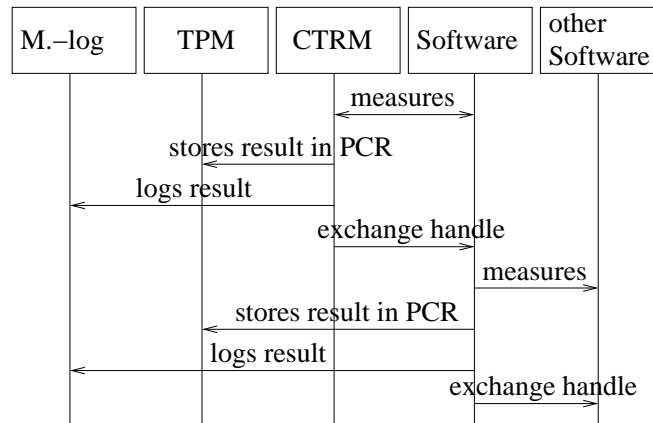 M.−log
TPM
CTRM
Software
other
Software
measures
stores result in PCR
logs result
exchange handle
measures
stores result in PCR
logs result
exchange handle